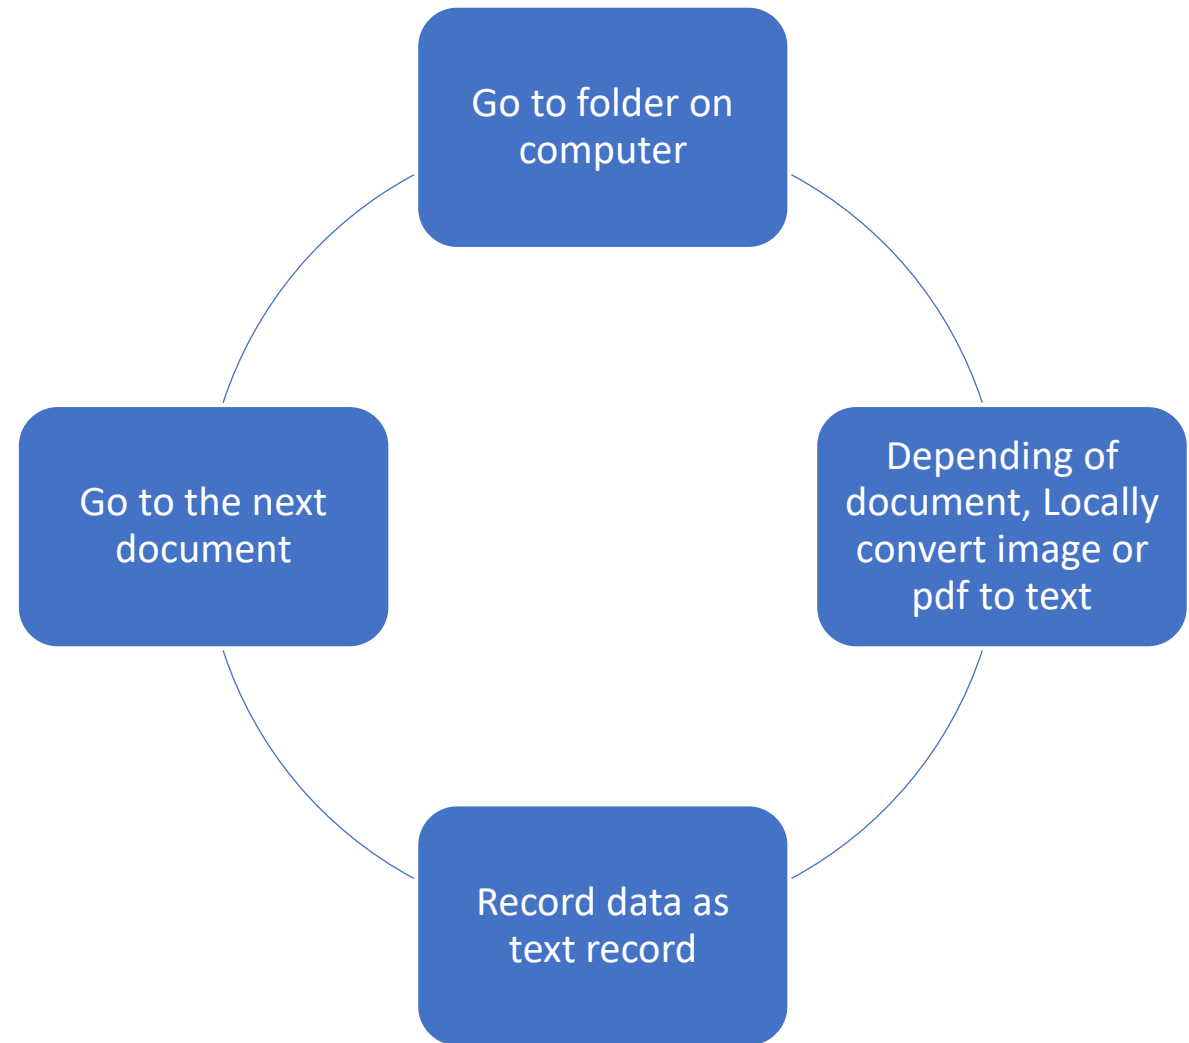 Go to folder on
computer
Depending of
document, Locally
convert image or
pdf to text
Record data as
text record
Go to the next
document